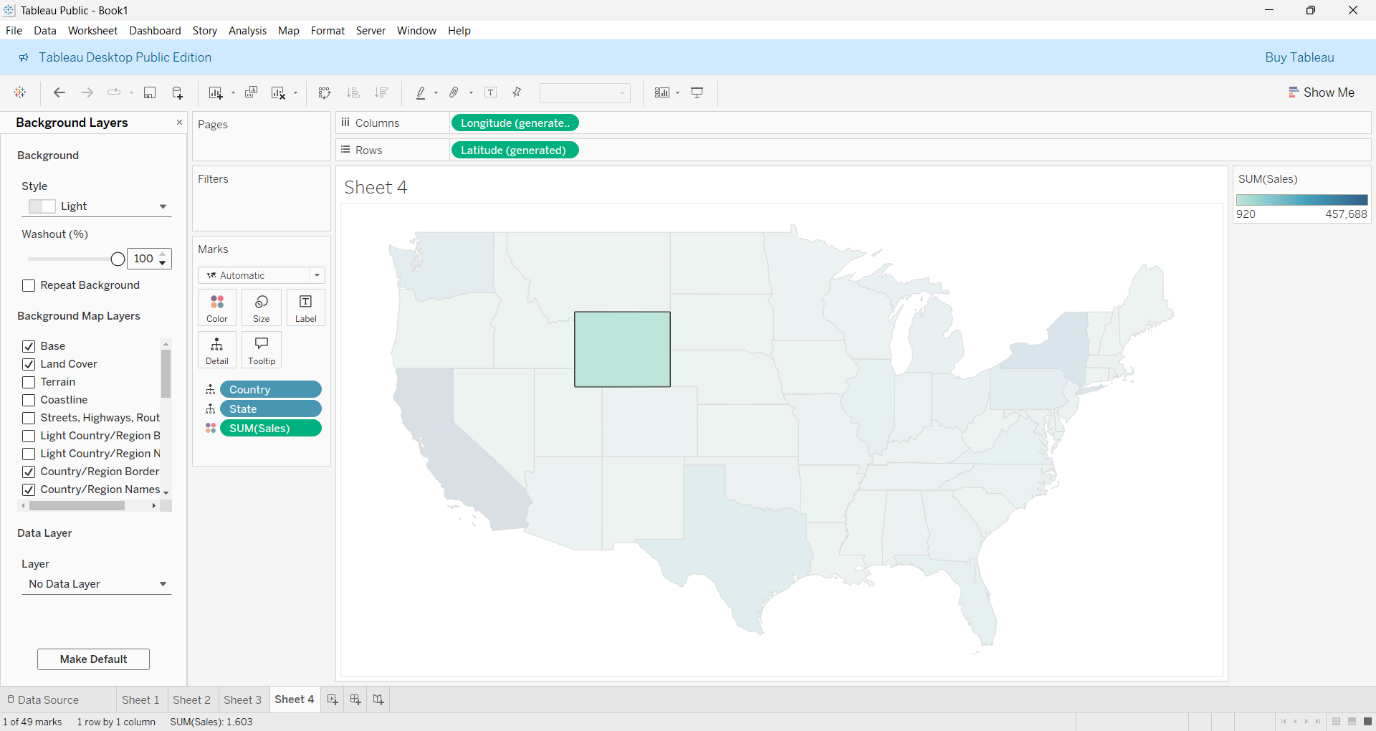 Tableau Public - Book1
File Data Worksheet Dashboard Story Analysis Map Format Server Window Help
Tableau Desktop Public Edition
Buy Tableau
Show Me
Background Layers
Background
Style
Light
Washout (%)
100
Repeat Background
Background Map Layers
Base
Land Cover
Terrain
Coastline
Streets, Highways, Rout
Light Country/Region B
Light Country/Region N
Country/Region Border
Country/Region Names
Data Layer
Layer
No Data Layer
Make Default
Pages
Filters
Marks
Automatic
Color Size Label
Detail Tooltip
Country
State
SUM(Sales)
Columns
Longitude (generate..
Rows
Latitude (generated)
Sheet 4
SUM(Sales)
920 457,688
Data Source Sheet 1 Sheet 2 Sheet 3 Sheet 4
1 of 49 marks 1 row by 1 column SUM(Sales): 1,603